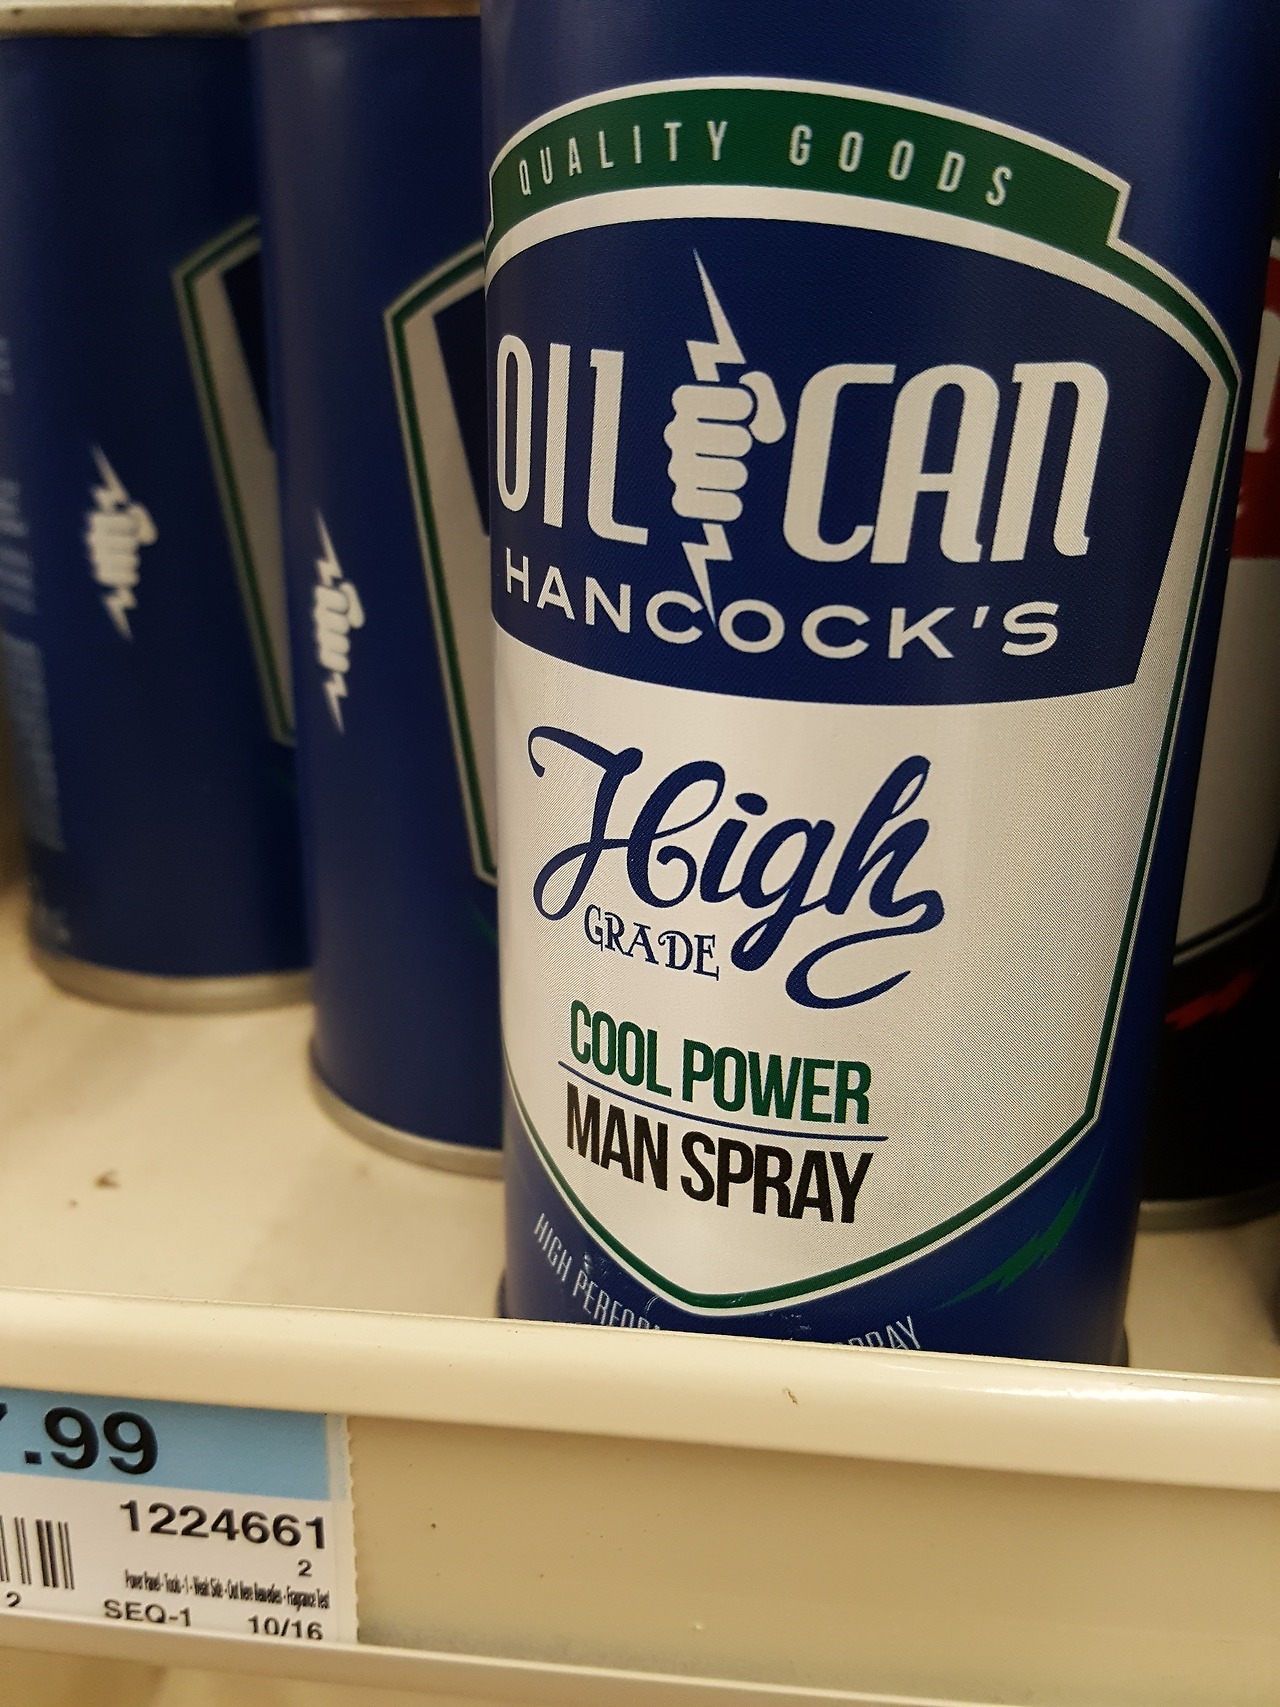 QUALITY GOODS
OIL CAN
HANCOCK'S
High
GRADE
COOL POWER
MAN SPRAY
HIGH SPRAY
.99
1224661
2
2
SEQ-1 10/16